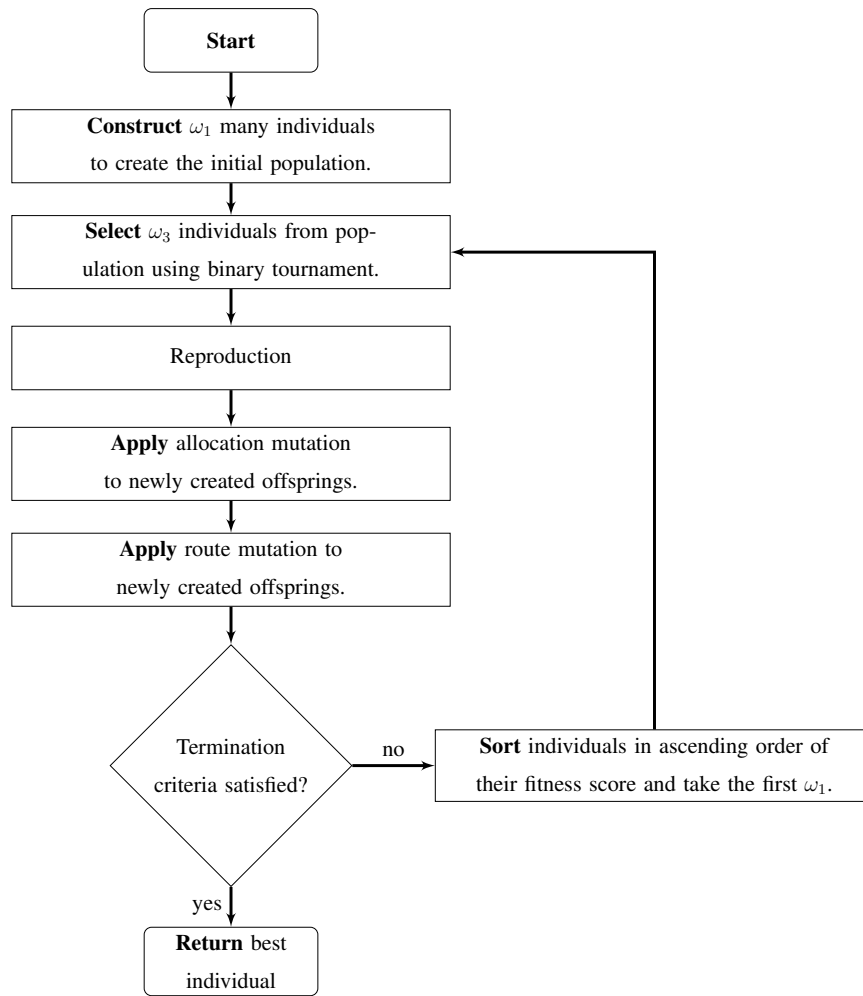 Start
Construct ω₁ many individuals
to create the initial population.
Select ω₃ individuals from pop-
ulation using binary tournament.
Reproduction
Apply allocation mutation
to newly created offsprings.
Apply route mutation to
newly created offsprings.
Termination
criteria satisfied?
no
Sort individuals in ascending order of
their fitness score and take the first ω₁.
yes
Return best
individual